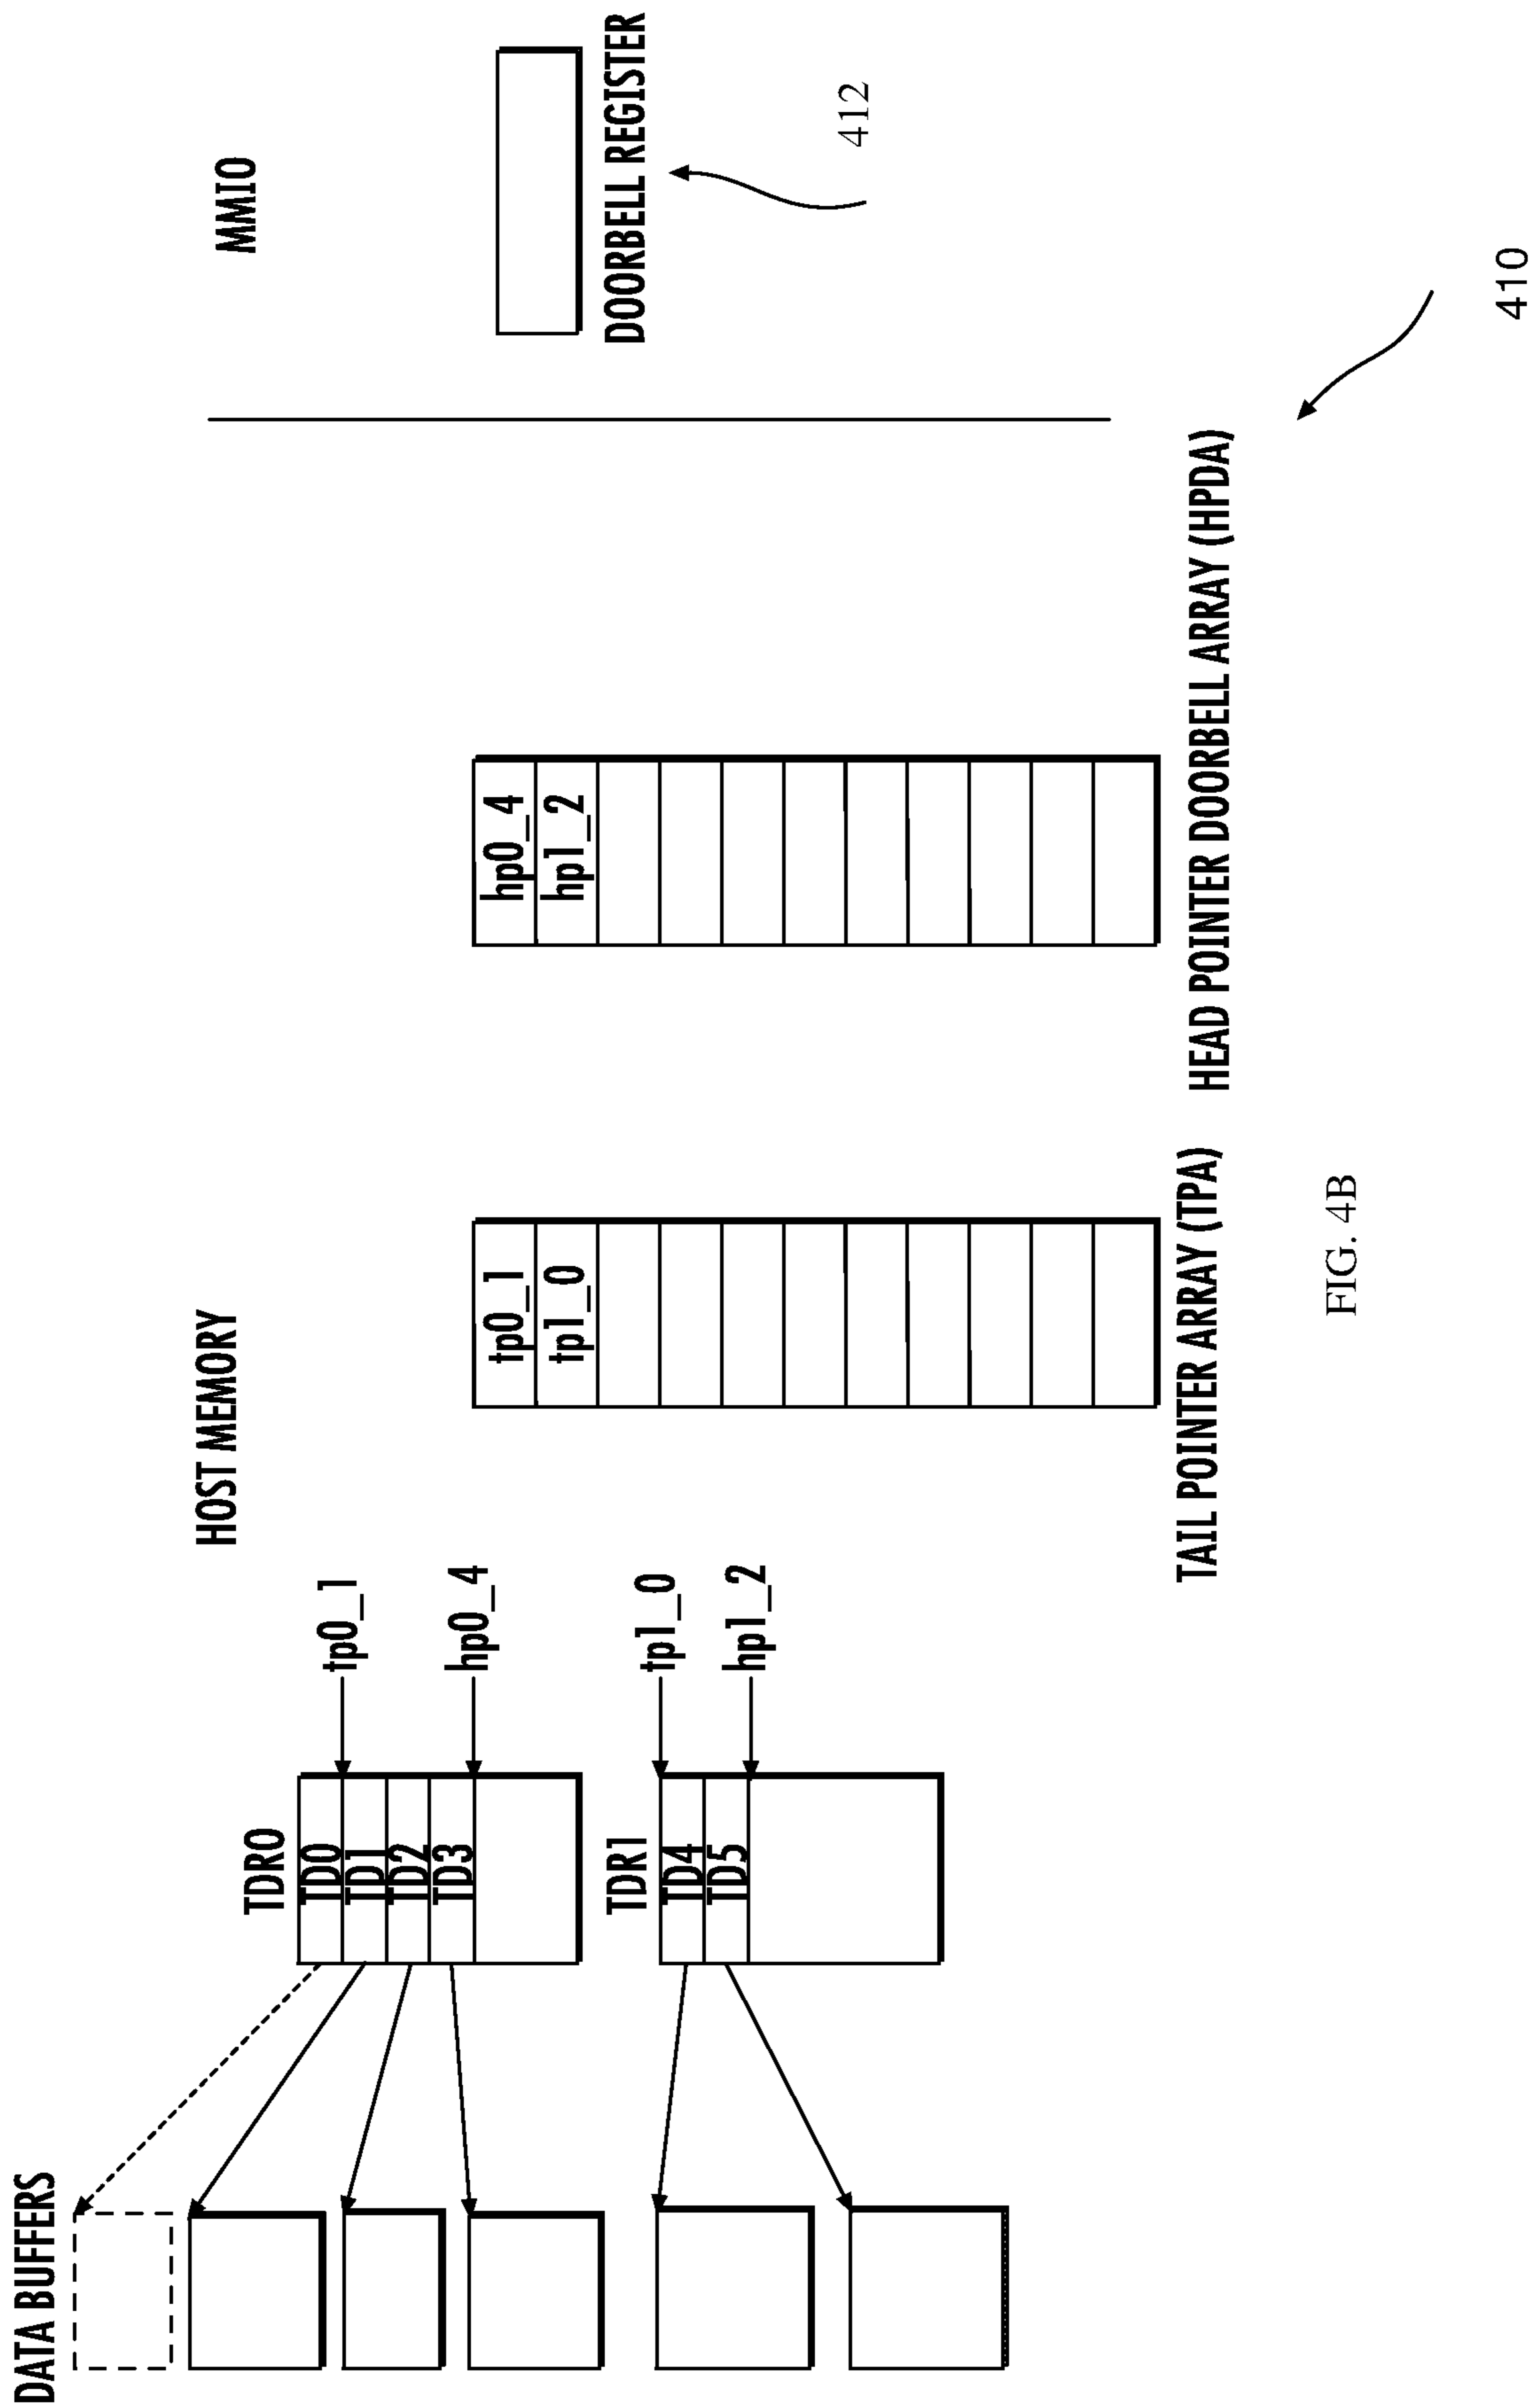 DATA BUFFERS
HOST MEMORY
MMIO
TDR0
TD0
TD1
TD2
TD3
tp0_1
hp0_4
TDR1
TD4
TD5
tp1_0
hp1_2
tp0_1
tp1_0
TAIL POINTER ARRAY (TPA)
hp0_4
hp1_2
HEAD POINTER DOORBELL ARRAY (HPDA)
DOORBELL REGISTER
412
410
FIG. 4B